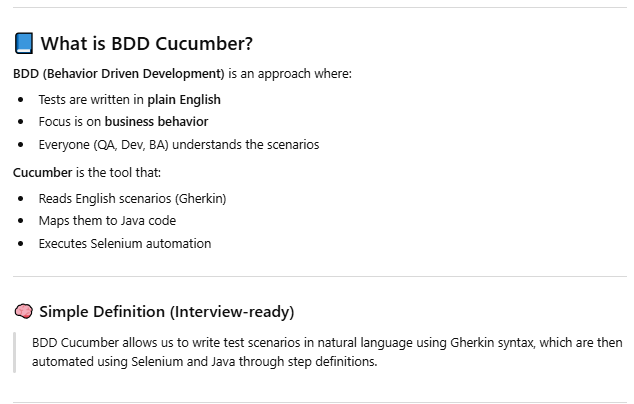 📘 What is BDD Cucumber?
BDD (Behavior Driven Development) is an approach where:
• Tests are written in plain English
• Focus is on business behavior
• Everyone (QA, Dev, BA) understands the scenarios
Cucumber is the tool that:
• Reads English scenarios (Gherkin)
• Maps them to Java code
• Executes Selenium automation
🧠 Simple Definition (Interview-ready)
BDD Cucumber allows us to write test scenarios in natural language using Gherkin syntax, which are then
automated using Selenium and Java through step definitions.